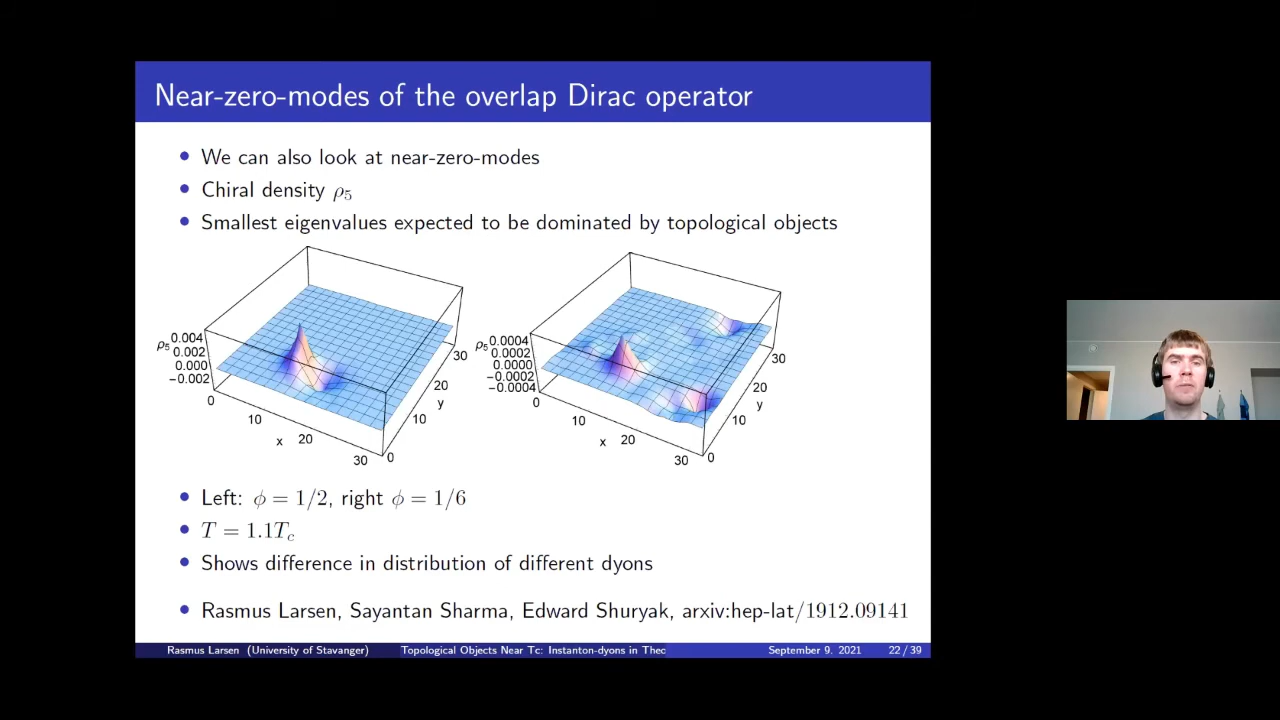 Near-zero-modes of the overlap Dirac operator
We can also look at near-zero-modes
Chiral density ρ₅
Smallest eigenvalues expected to be dominated by topological objects
ρ₅
0.004
0.002
0.000
−0.002
0
10
20
30
x
0
10
20
30
y
ρ₅
0.0004
0.0002
0.0000
−0.0002
−0.0004
0
10
20
30
x
0
10
20
30
y
Left: ϕ = 1/2, right ϕ = 1/6
T = 1.1T_c
Shows difference in distribution of different dyons
Rasmus Larsen, Sayantan Sharma, Edward Shuryak, arxiv:hep-lat/1912.09141
Rasmus Larsen (University of Stavanger) Topological Objects Near Tc: Instanton-dyons in Thec September 9. 2021 22 / 39